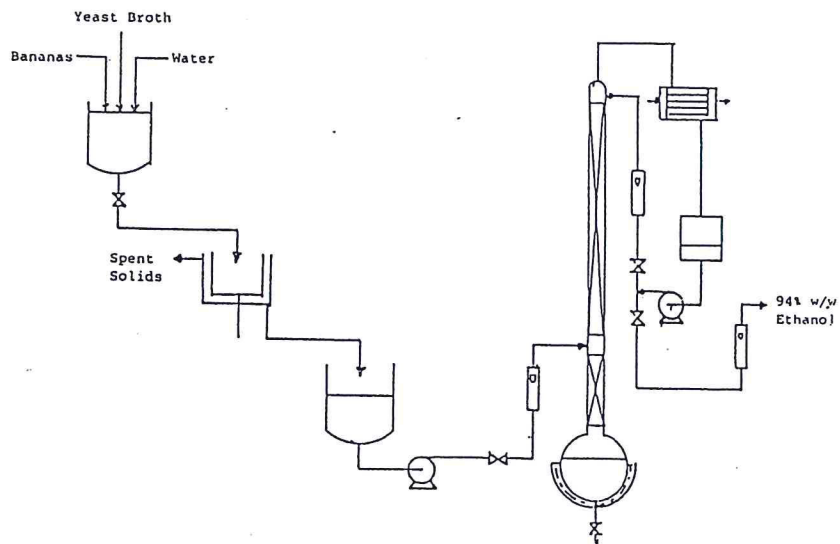 Yeast Broth
Bananas
Water
Spent
Solids
94% w/w
Ethanol